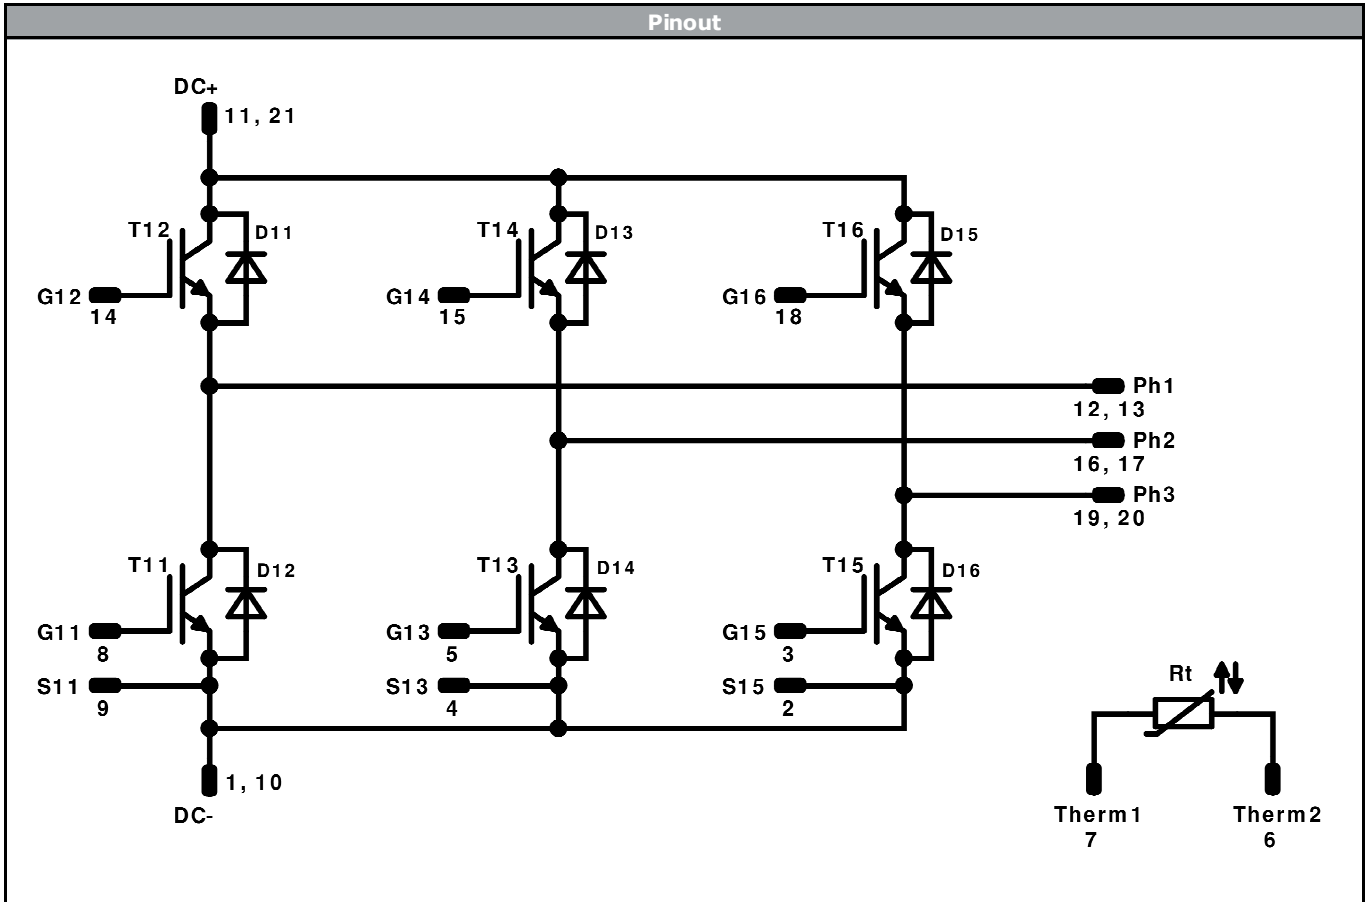 Pinout
DC+
11, 21
T12
D11
T14
D13
T16
D15
G12
14
G14
15
G16
18
Ph1
12, 13
Ph2
16, 17
Ph3
19, 20
T11
D12
T13
D14
T15
D16
G11
8
G13
5
G15
3
S11
9
S13
4
S15
2
Rt
1, 10
DC-
Therm1
7
Therm2
6